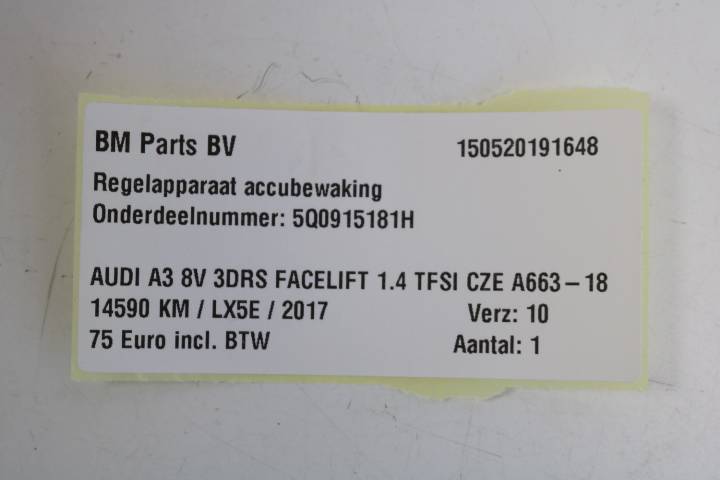 BM Parts BV 150520191648
Regelapparaat accubewaking
Onderdeelnummer: 5Q0915181H
AUDI A3 8V 3DRS FACELIFT 1.4 TFSI CZE A663-18
14590 KM / LX5E / 2017 Verz: 10
75 Euro incl. BTW Aantal: 1